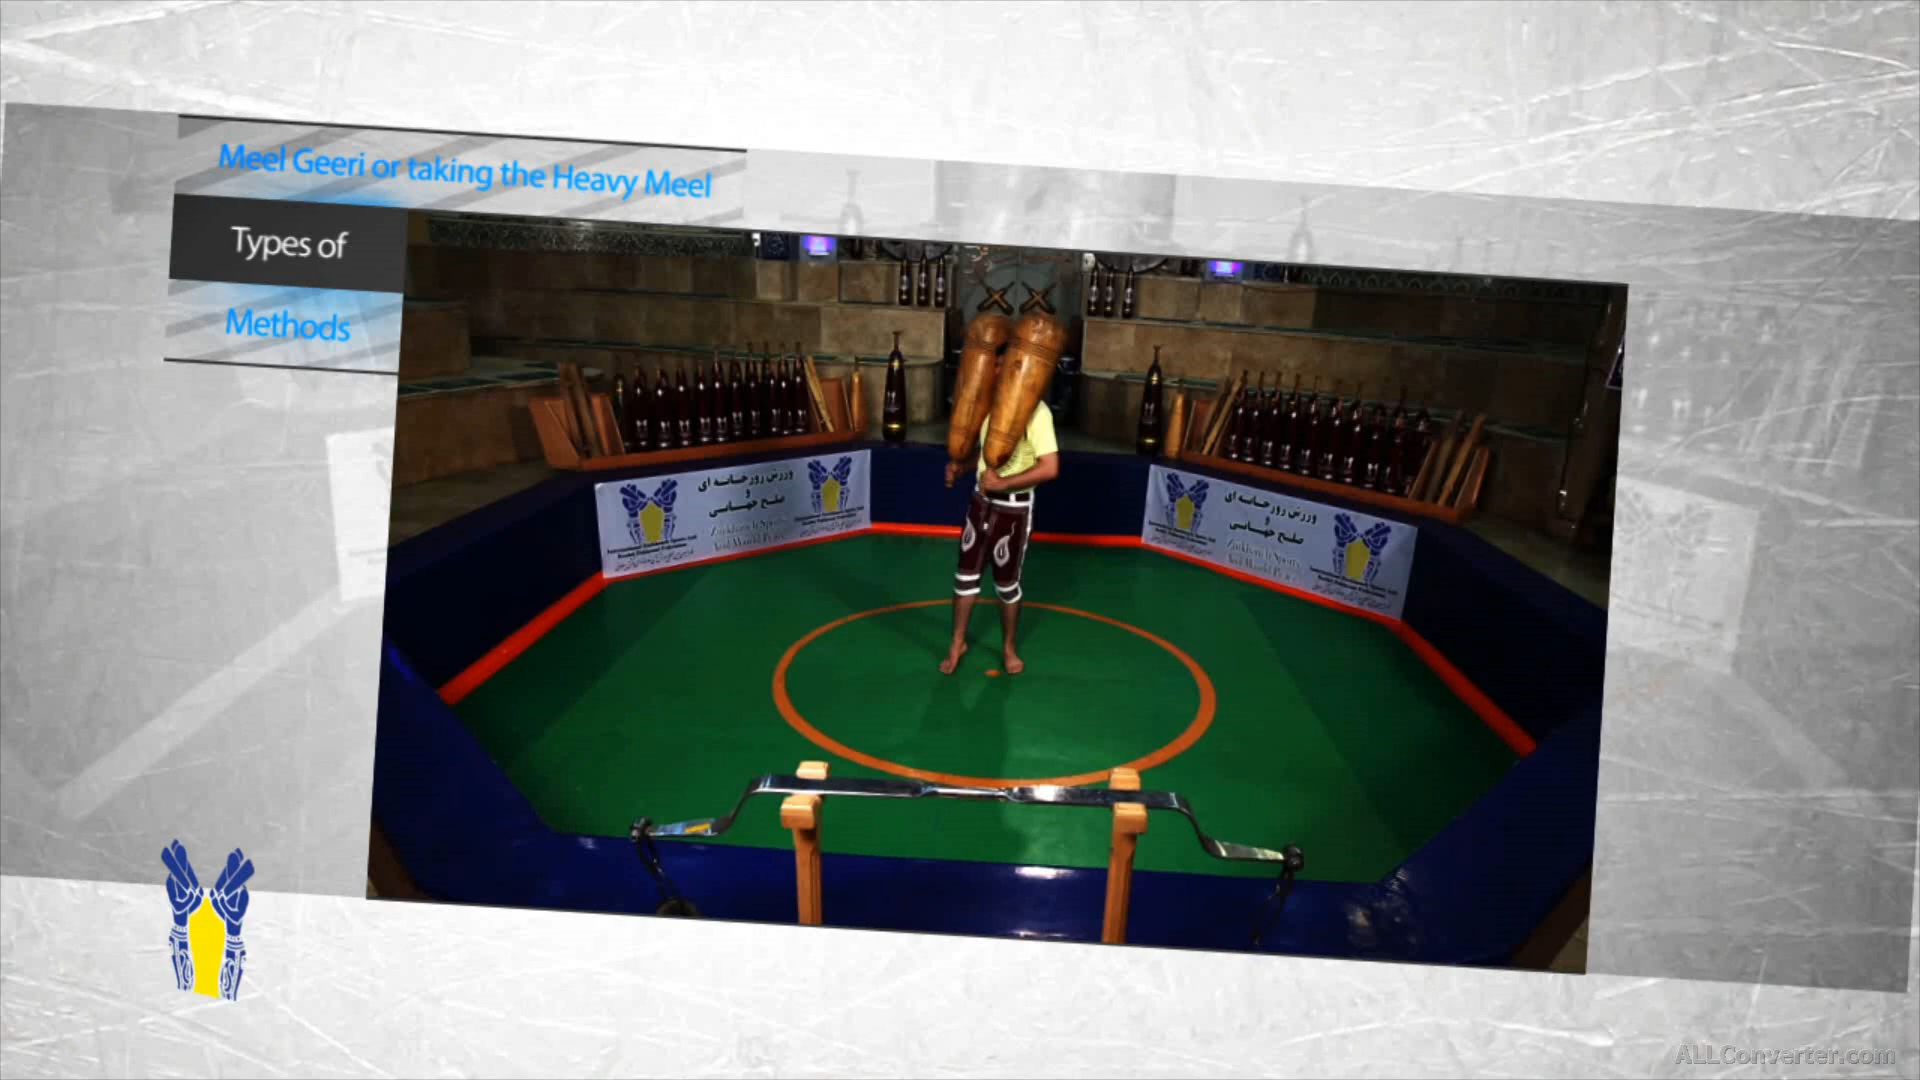 Meel Geeri or taking the Heavy Meel
Types of
Methods
ورزش زورخانه ای
و
صلح جهانی
Zurkhaneh Sports
And World Peace
ورزش زورخانه ای
و
صلح جهانی
Zurkhaneh Sports
And World Peace
ALLConverter.com